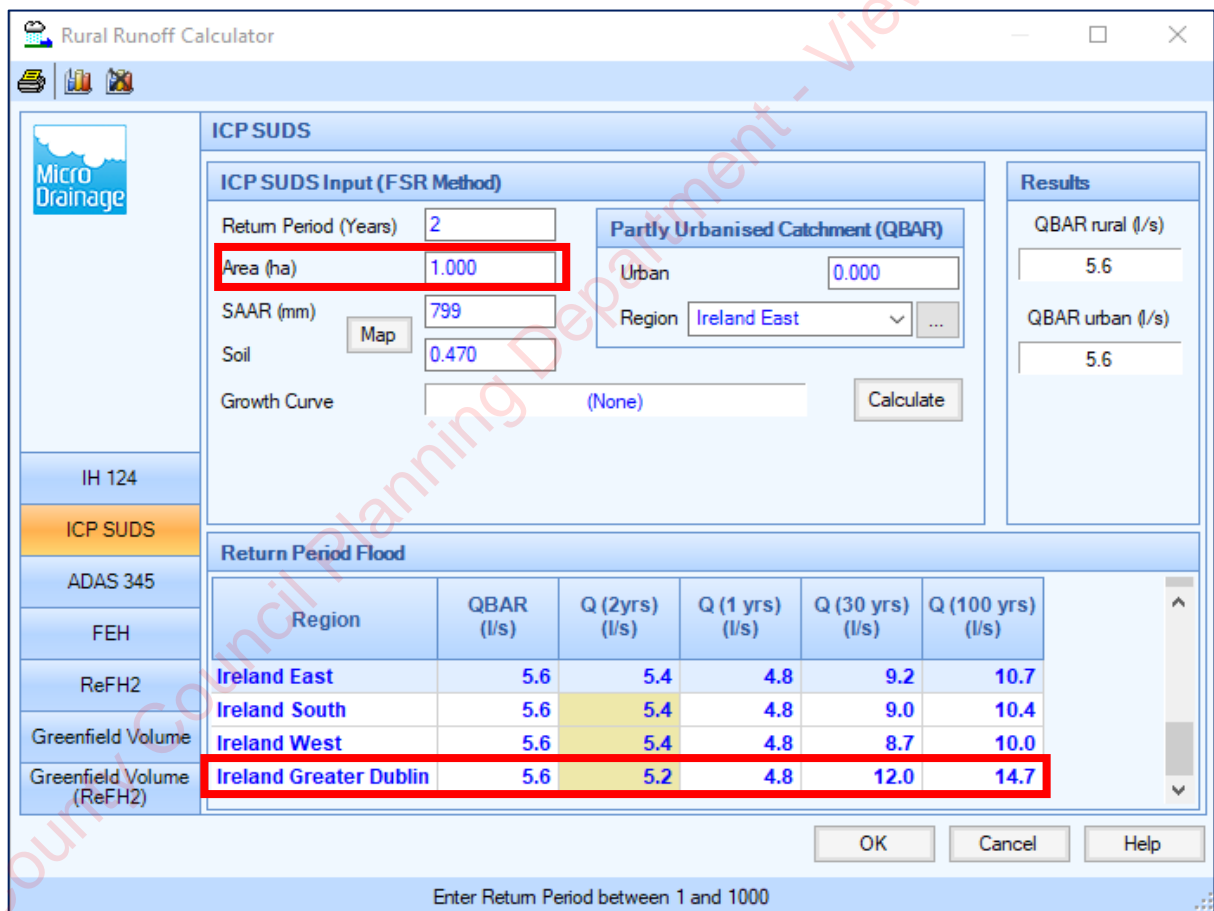 Rural Runoff Calculator
Micro
Drainage
IH 124
ICP SUDS
ADAS 345
FEH
ReFH2
Greenfield Volume
Greenfield Volume
(ReFH2)
ICP SUDS
ICP SUDS Input (FSR Method)
Return Period (Years) 2
Area (ha) 1.000
SAAR (mm) 799
Map
Soil 0.470
Growth Curve (None)
Partly Urbanised Catchment (QBAR)
Urban 0.000
Region Ireland East ...
Calculate
Results
QBAR rural (l/s)
5.6
QBAR urban (l/s)
5.6
Return Period Flood
Region QBAR (l/s) Q (2yrs) (l/s) Q (1 yrs) (l/s) Q (30 yrs) (l/s) Q (100 yrs) (l/s)
Ireland East 5.6 5.4 4.8 9.2 10.7
Ireland South 5.6 5.4 4.8 9.0 10.4
Ireland West 5.6 5.4 4.8 8.7 10.0
Ireland Greater Dublin 5.6 5.2 4.8 12.0 14.7
OK Cancel Help
Enter Return Period between 1 and 1000
County Council Planning Department - View